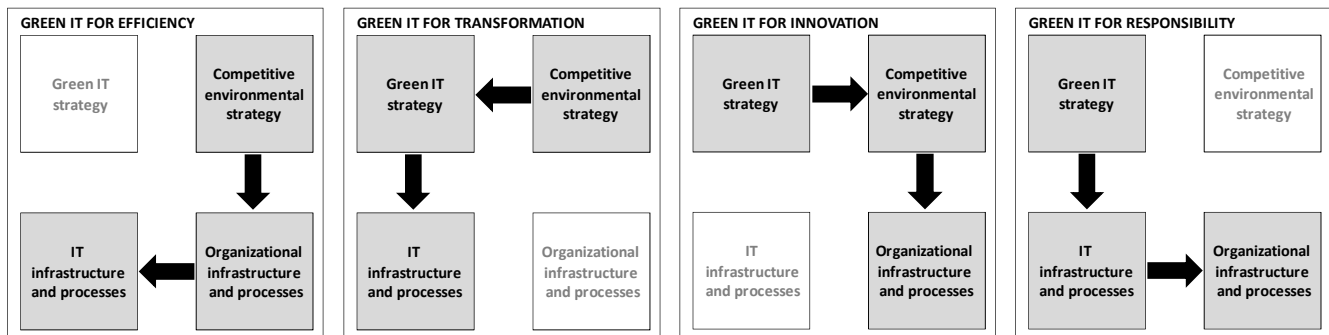 GREEN IT FOR EFFICIENCY
Green IT
strategy
Competitive
environmental
strategy
IT
infrastructure
and processes
Organizational
infrastructure
and processes
GREEN IT FOR TRANSFORMATION
Green IT
strategy
Competitive
environmental
strategy
IT
infrastructure
and processes
Organizational
infrastructure
and processes
GREEN IT FOR INNOVATION
Green IT
strategy
Competitive
environmental
strategy
IT
infrastructure
and processes
Organizational
infrastructure
and processes
GREEN IT FOR RESPONSIBILITY
Green IT
strategy
Competitive
environmental
strategy
IT
infrastructure
and processes
Organizational
infrastructure
and processes